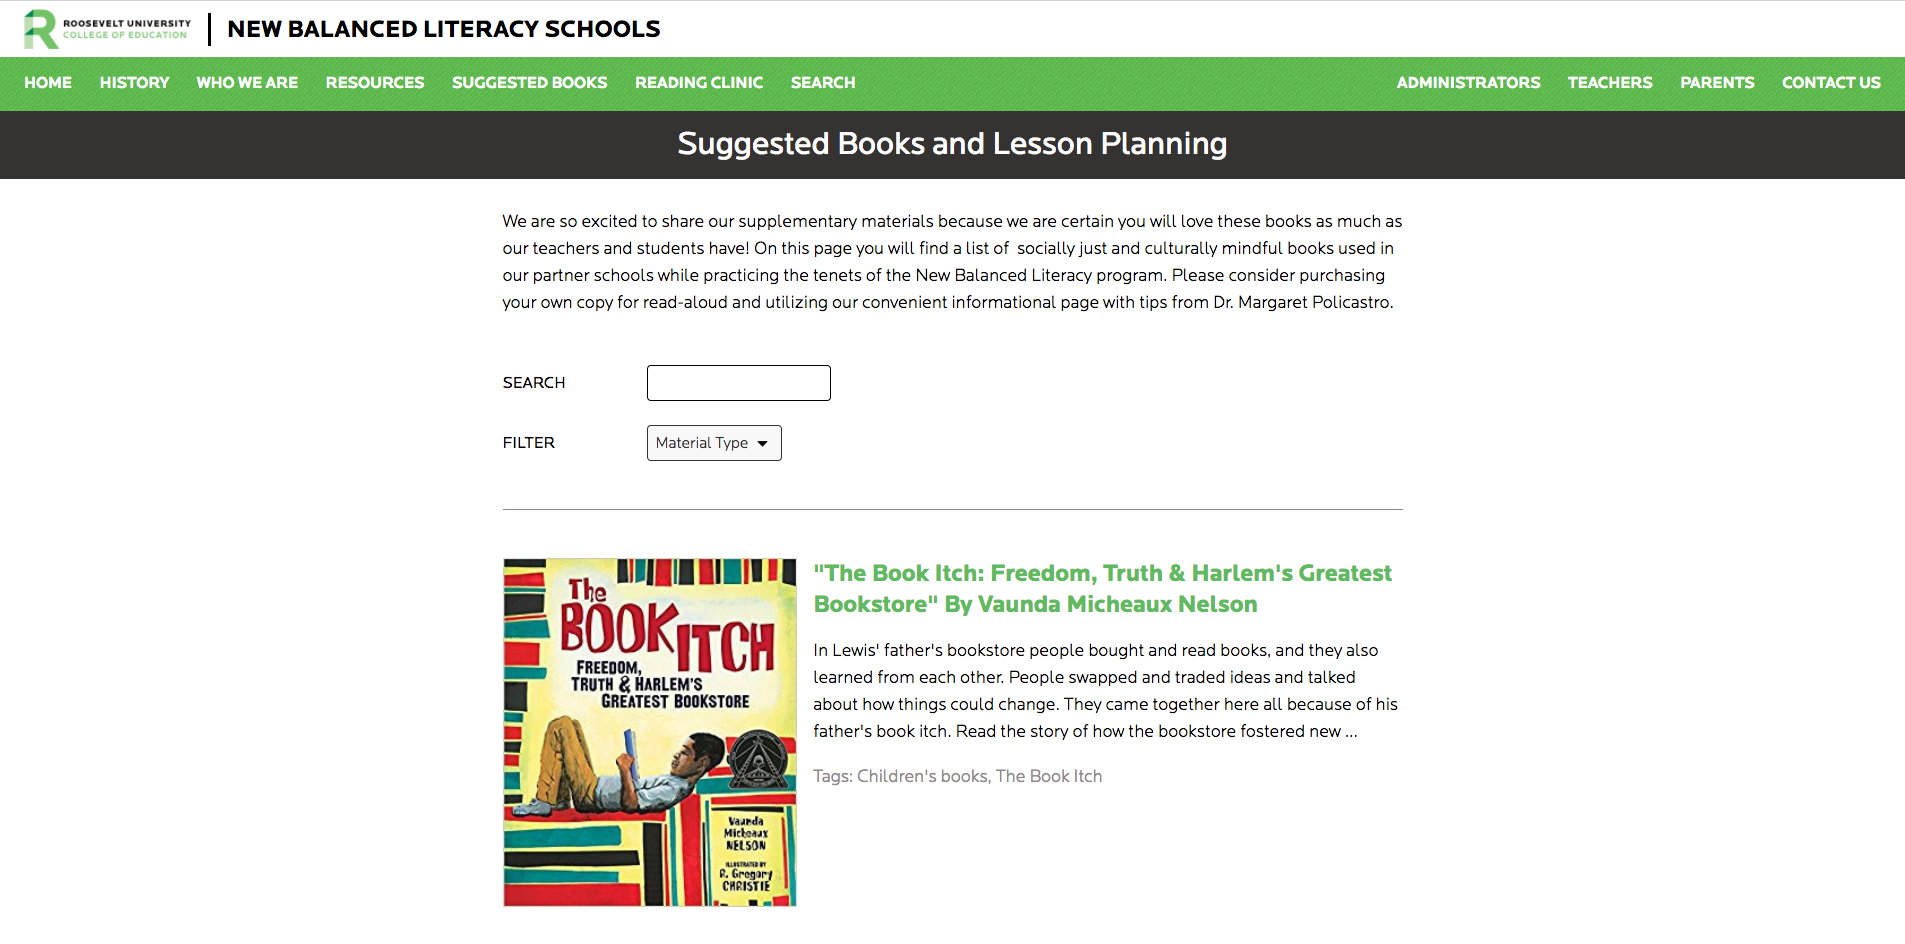 ROOSEVELT UNIVERSITY
COLLEGE OF EDUCATION
NEW BALANCED LITERACY SCHOOLS
HOME HISTORY WHO WE ARE RESOURCES SUGGESTED BOOKS READING CLINIC SEARCH ADMINISTRATORS TEACHERS PARENTS CONTACT US
Suggested Books and Lesson Planning
We are so excited to share our supplementary materials because we are certain you will love these books as much as
our teachers and students have! On this page you will find a list of  socially just and culturally mindful books used in
our partner schools while practicing the tenets of the New Balanced Literacy program. Please consider purchasing
your own copy for read-aloud and utilizing our convenient informational page with tips from Dr. Margaret Policastro.
SEARCH
FILTER Material Type
The
BOOK ITCH
FREEDOM,
TRUTH & HARLEM'S
GREATEST BOOKSTORE
Vaunda
Micheaux
NELSON
ILLUSTRATED BY
R. Gregory
CHRISTIE
"The Book Itch: Freedom, Truth & Harlem's Greatest
Bookstore" By Vaunda Micheaux Nelson
In Lewis' father's bookstore people bought and read books, and they also
learned from each other. People swapped and traded ideas and talked
about how things could change. They came together here all because of his
father's book itch. Read the story of how the bookstore fostered new ...
Tags: Children's books, The Book Itch